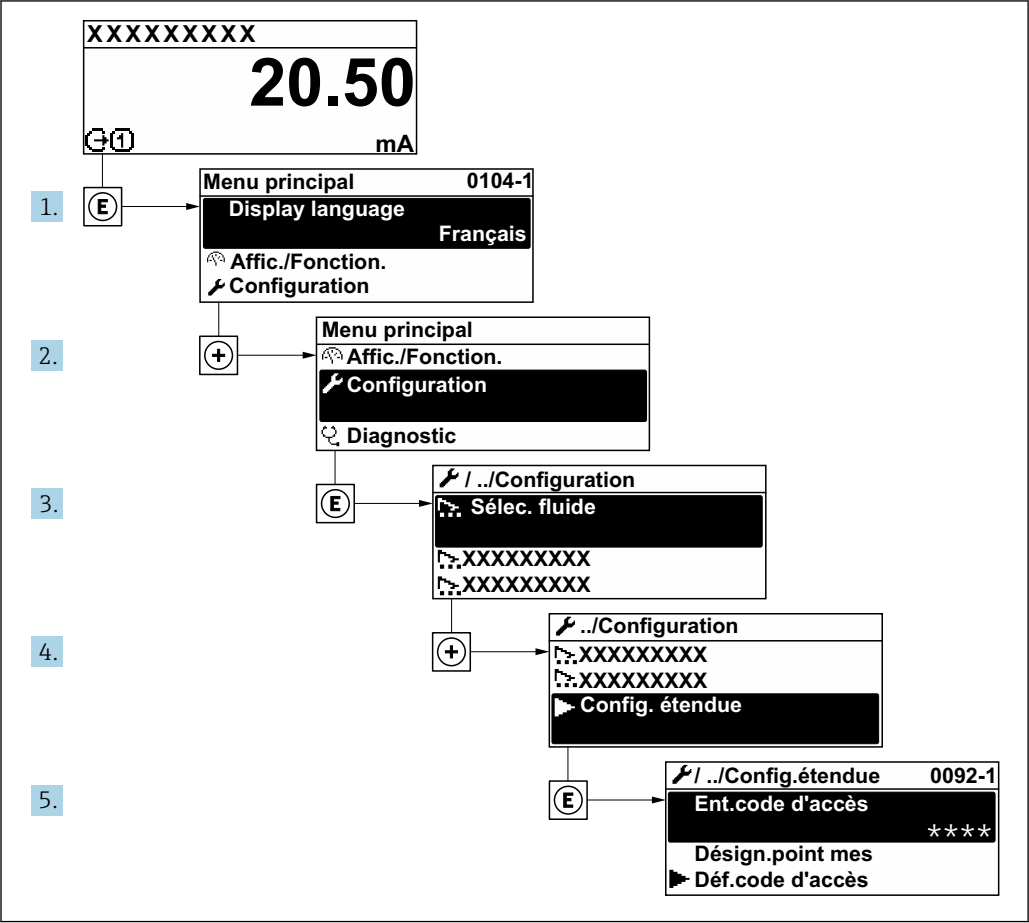 XXXXXXXXX
20.50
1 mA
1. E
Menu principal 0104-1
Display language
Français
Affic./Fonction.
Configuration
2. +
Menu principal
Affic./Fonction.
Configuration
Diagnostic
3. E
/ ../Configuration
Sélec. fluide
XXXXXXXXX
XXXXXXXXX
4. +
../Configuration
XXXXXXXXX
XXXXXXXXX
Config. étendue
5. E
/ ../Config.étendue 0092-1
Ent.code d'accès
****
Désign.point mes
Déf.code d'accès